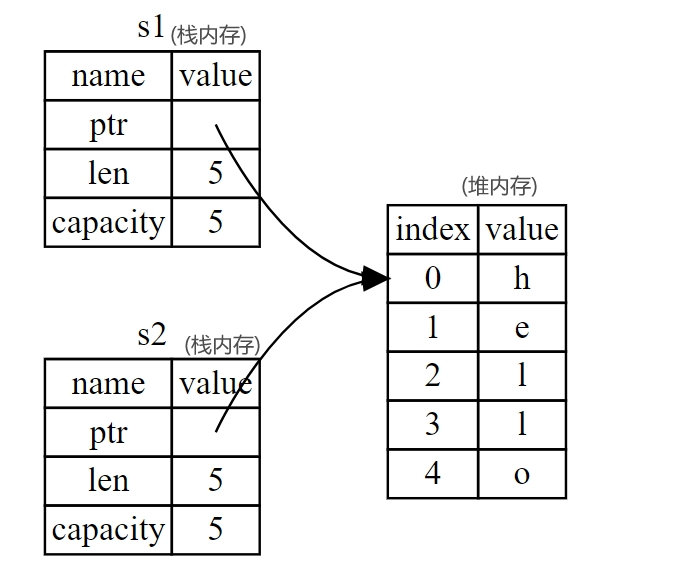 s1 (栈内存)
name value
ptr
len 5
capacity 5
(堆内存)
index value
0 h
1 e
2 l
3 l
4 o
s2 (栈内存)
name value
ptr
len 5
capacity 5